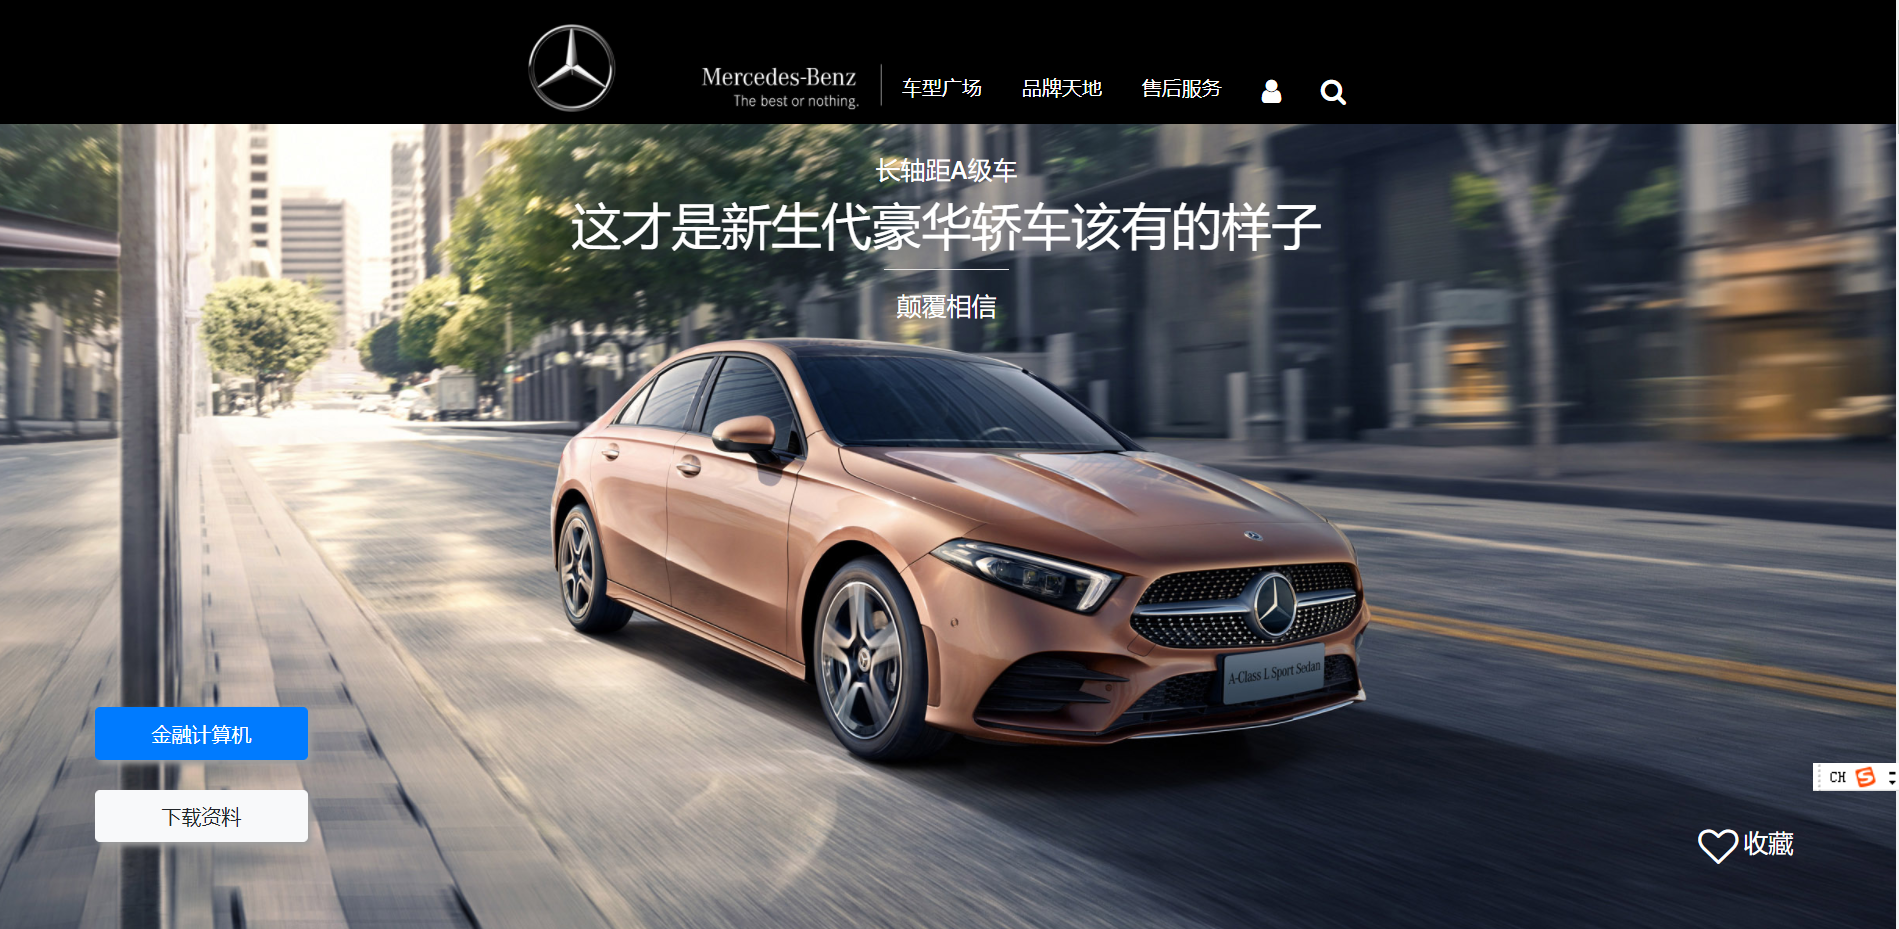 Mercedes-Benz
The best or nothing.
车型广场
品牌天地
售后服务
长轴距A级车
这才是新生代豪华轿车该有的样子
颠覆相信
A-Class L Sport Sedan
金融计算机
下载资料
CH
收藏